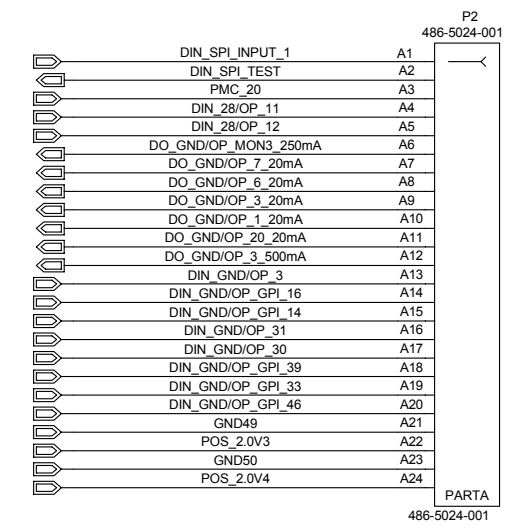 P2
486-5024-001
DIN_SPI_INPUT_1 A1
DIN_SPI_TEST A2
PMC_20 A3
DIN_28/OP_11 A4
DIN_28/OP_12 A5
DO_GND/OP_MON3_250mA A6
DO_GND/OP_7_20mA A7
DO_GND/OP_6_20mA A8
DO_GND/OP_3_20mA A9
DO_GND/OP_1_20mA A10
DO_GND/OP_20_20mA A11
DO_GND/OP_3_500mA A12
DIN_GND/OP_3 A13
DIN_GND/OP_GPI_16 A14
DIN_GND/OP_GPI_14 A15
DIN_GND/OP_31 A16
DIN_GND/OP_30 A17
DIN_GND/OP_GPI_39 A18
DIN_GND/OP_GPI_33 A19
DIN_GND/OP_GPI_46 A20
GND49 A21
POS_2.0V3 A22
GND50 A23
POS_2.0V4 A24
PARTA
486-5024-001